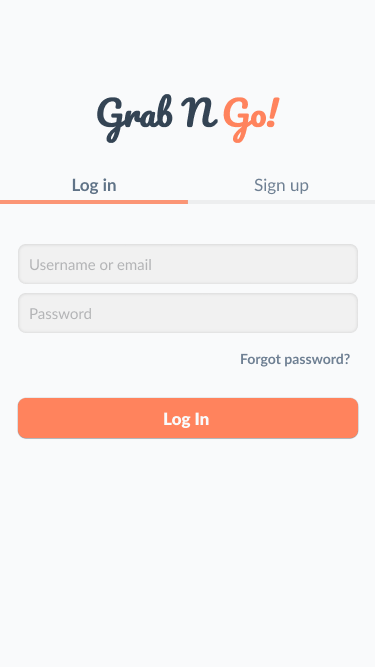 Grab N Go!
Log in
Sign up
Username or email
Password
Forgot password?
Log In